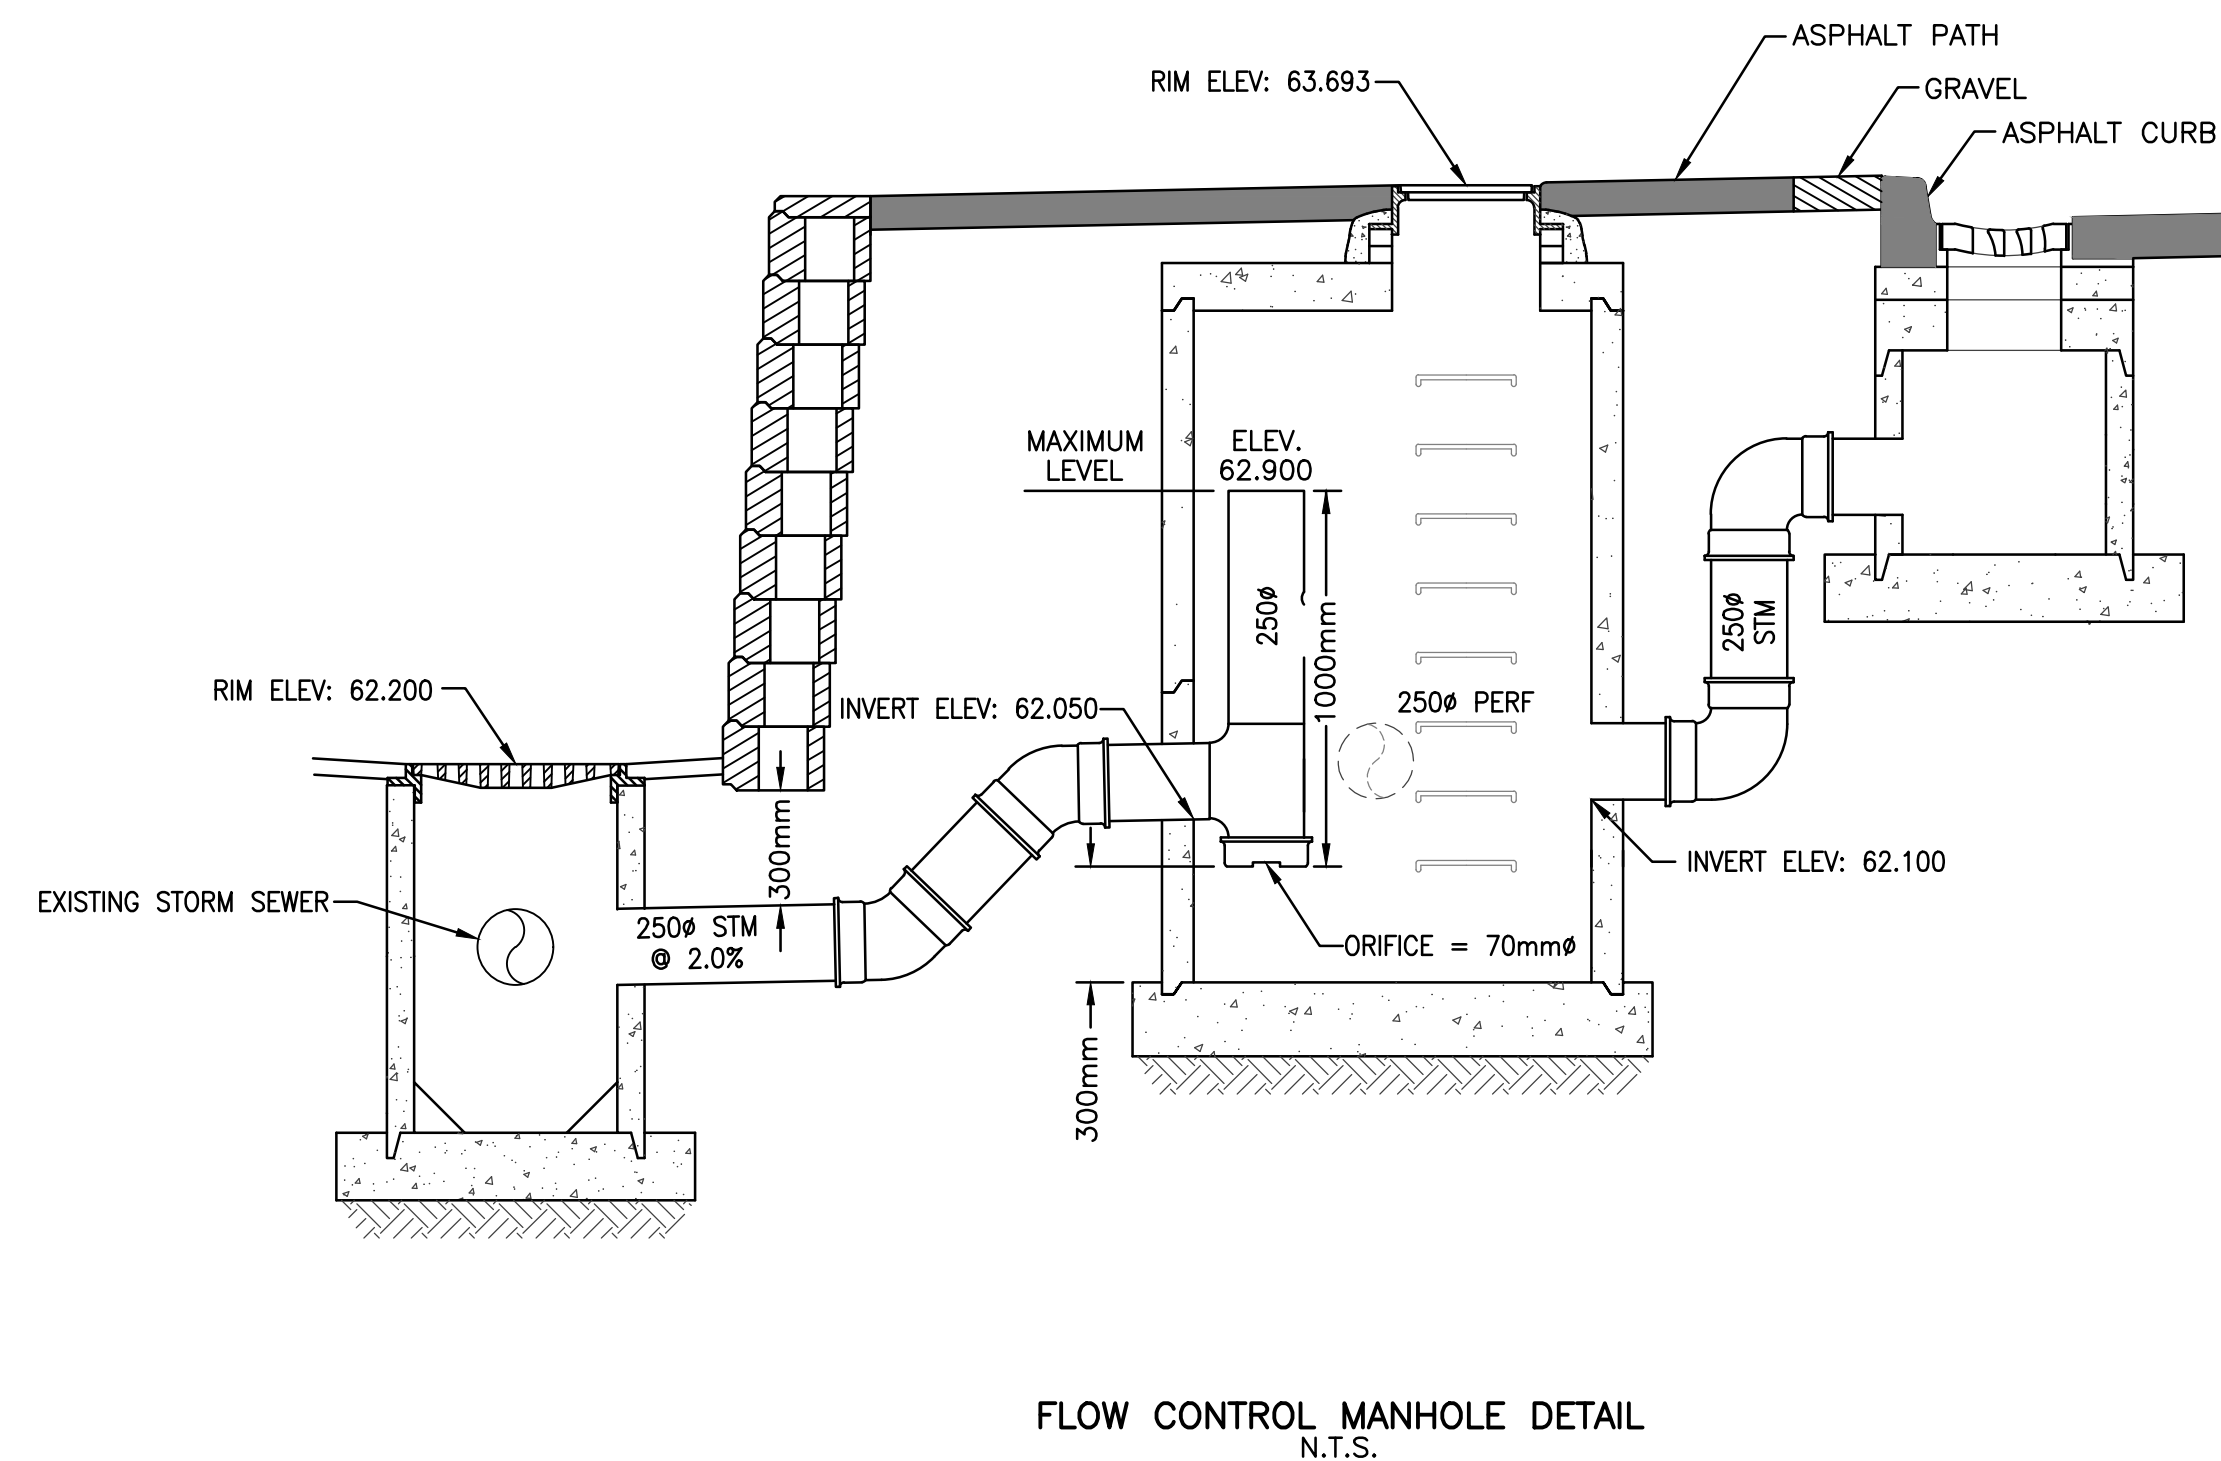 ASPHALT PATH
RIM ELEV: 63.693
GRAVEL
ASPHALT CURB
MAXIMUM
LEVEL
ELEV.
62.900
250ø
1000mm
250ø
STM
RIM ELEV: 62.200
INVERT ELEV: 62.050
250ø PERF
300mm
INVERT ELEV: 62.100
EXISTING STORM SEWER
250ø STM
@ 2.0%
ORIFICE = 70mmø
300mm
FLOW CONTROL MANHOLE DETAIL
N.T.S.